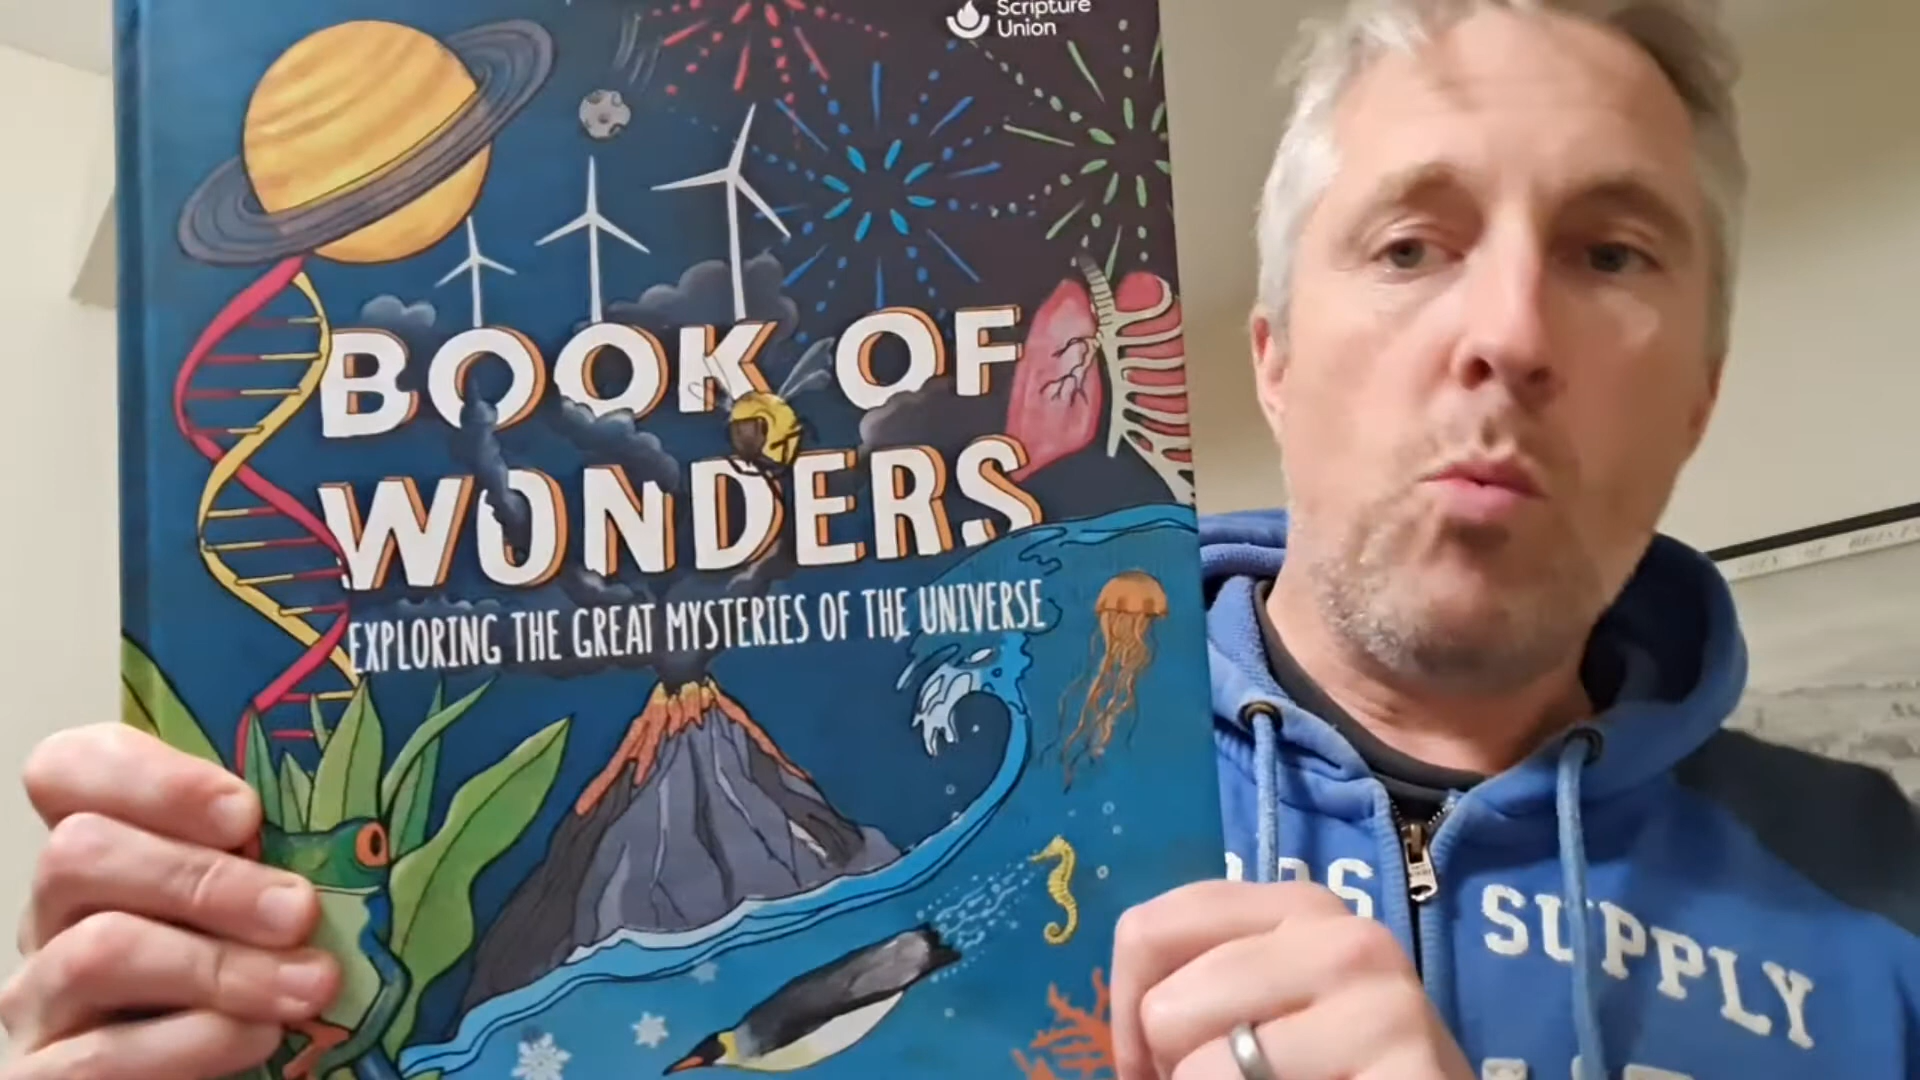 Scripture
Union
BOOK OF
WONDERS
EXPLORING THE GREAT MYSTERIES OF THE UNIVERSE
SUPPLY